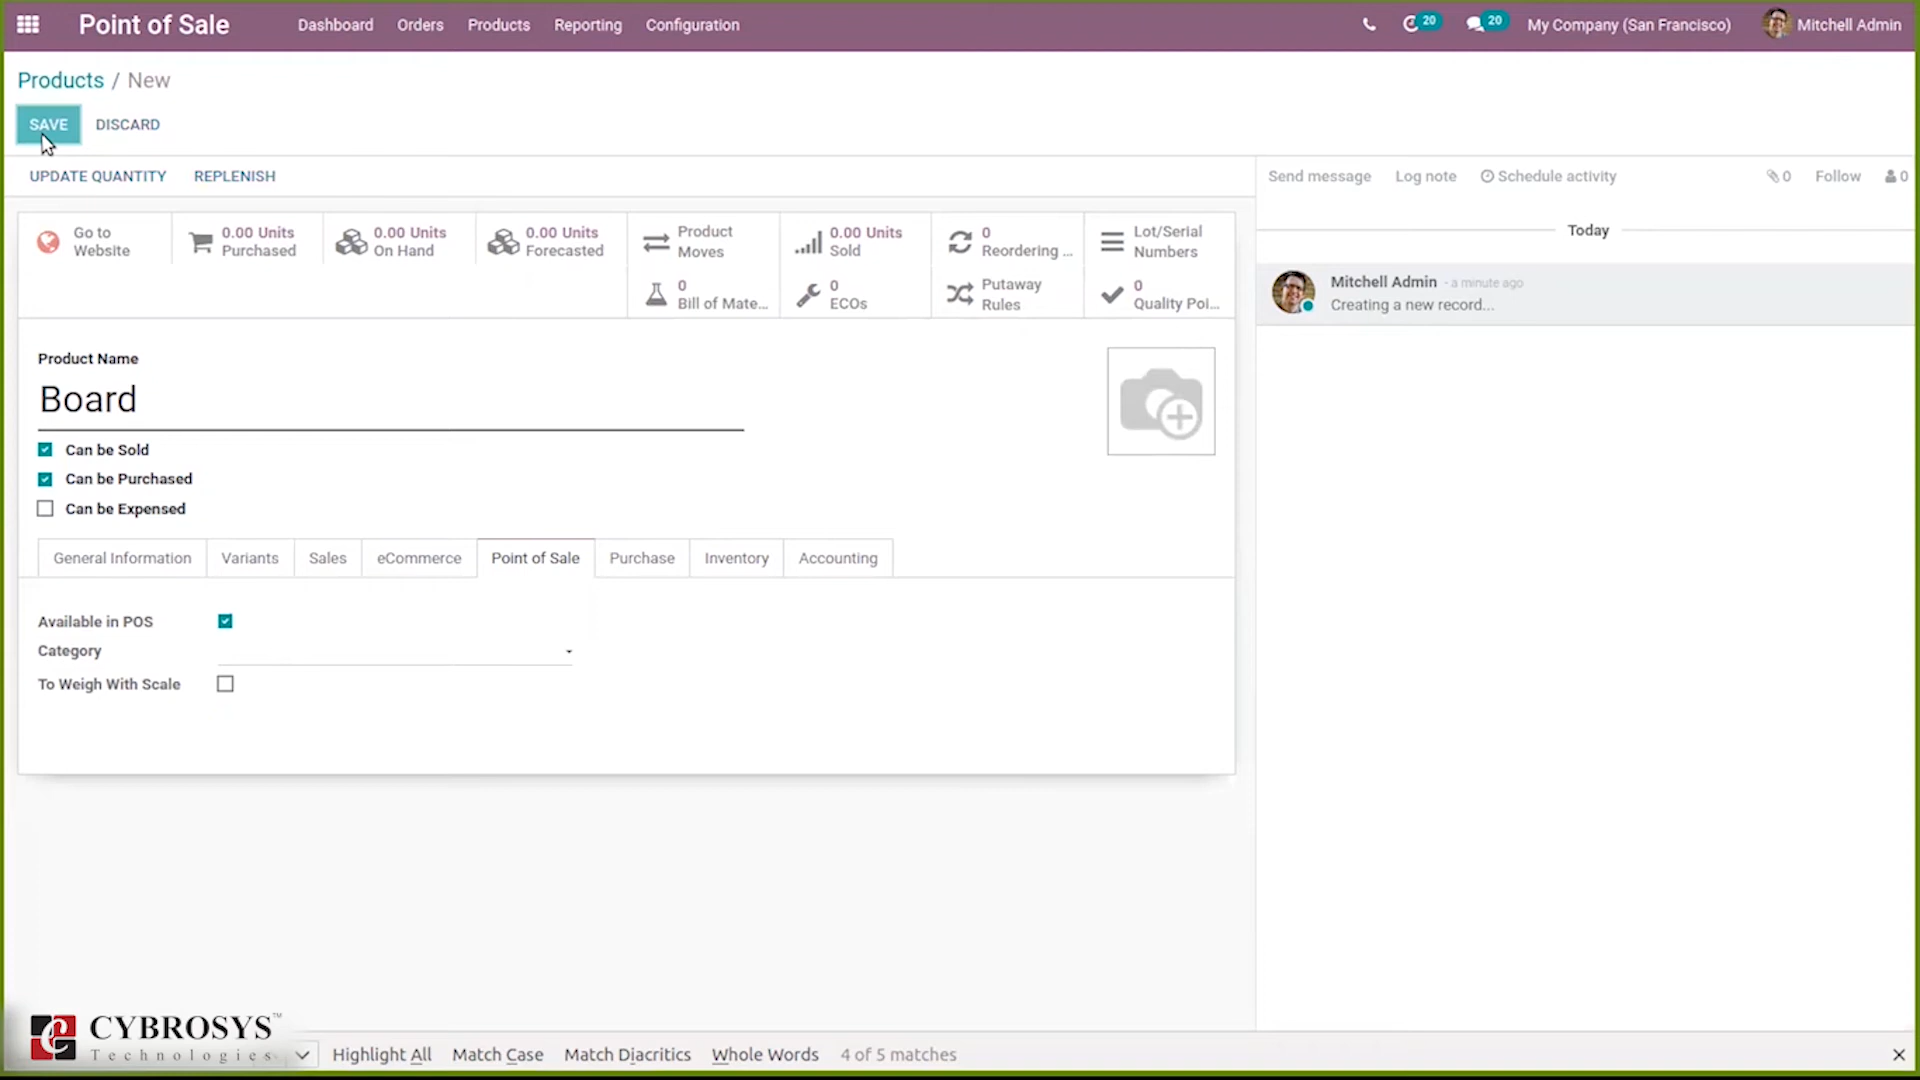 Point of Sale Dashboard Orders Products Reporting Configuration 20 20 My Company (San Francisco) Mitchell Admin
Products / New
SAVE DISCARD
UPDATE QUANTITY REPLENISH
Send message Log note Schedule activity 0 Follow 0
Go to
Website
0.00 Units
Purchased
0.00 Units
On Hand
0.00 Units
Forecasted
Product
Moves
0.00 Units
Sold
0
Reordering ...
Lot/Serial
Numbers
0
Bill of Mate...
0
ECOs
Putaway
Rules
0
Quality Poi...
Today
Mitchell Admin - a minute ago
Creating a new record...
Product Name
Board
Can be Sold
Can be Purchased
Can be Expensed
General Information Variants Sales eCommerce Point of Sale Purchase Inventory Accounting
Available in POS
Category
To Weigh With Scale
CYBROSYS™
Technologies
Highlight All Match Case Match Diacritics Whole Words 4 of 5 matches